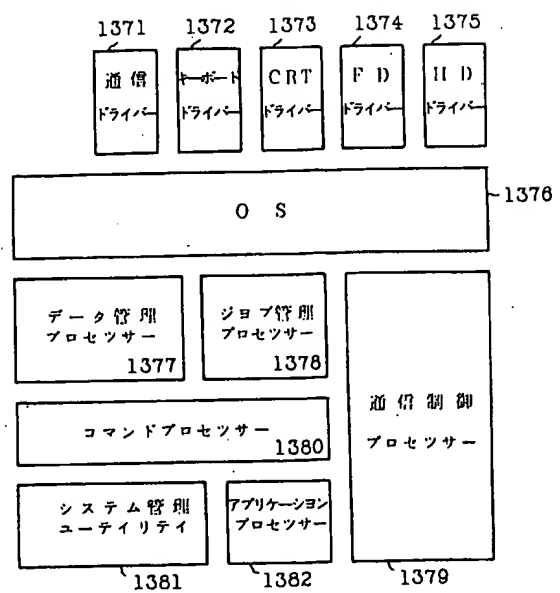 1371 1372 1373 1374 1375
通信 キーボード CRT FD HD
ドライバー ドライバー ドライバー ドライバー ドライバー
1376
OS
データ管理
プロセッサー
1377
ジョブ管理
プロセッサー
1378
通信制御
プロセッサー
コマンドプロセッサー
1380
システム管理
ユーテイリテイ
アプリケーション
プロセッサー
1381 1382 1379